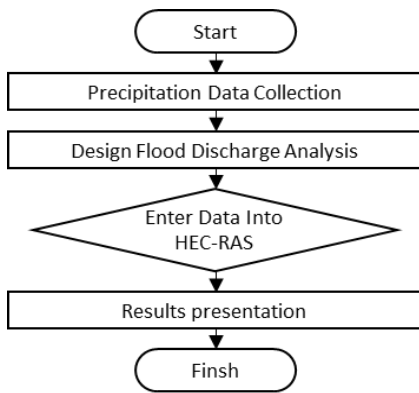 Start
Precipitation Data Collection
Design Flood Discharge Analysis
Enter Data Into
HEC-RAS
Results presentation
Finsh